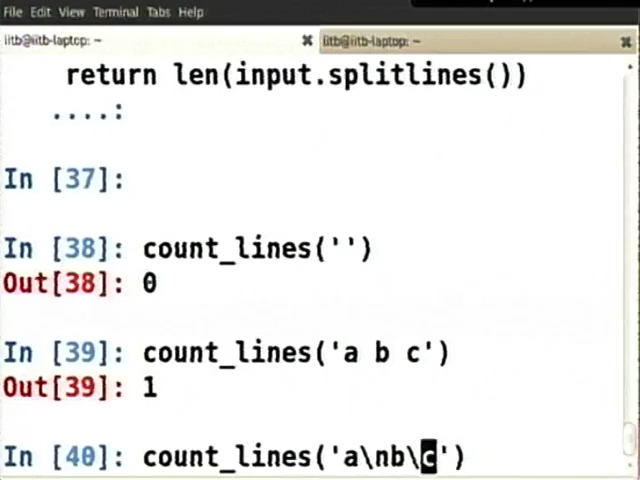 File Edit View Terminal Tabs Help
iitb@iitb-laptop: ~ iitb@iitb-laptop: ~
return len(input.splitlines())
....:
In [37]:
In [38]: count_lines('')
Out[38]: 0
In [39]: count_lines('a b c')
Out[39]: 1
In [40]: count_lines('a\nb\c')